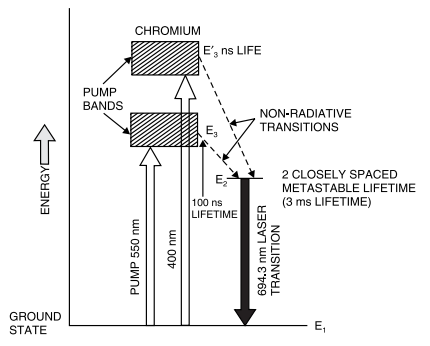 CHROMIUM
E'3 ns LIFE
PUMP
BANDS
NON-RADIATIVE
TRANSITIONS
E3
ENERGY
E2
100 ns
LIFETIME
2 CLOSELY SPACED
METASTABLE LIFETIME
(3 ms LIFETIME)
PUMP 550 nm
400 nm
694.3 nm LASER
TRANSITION
GROUND
STATE
E1